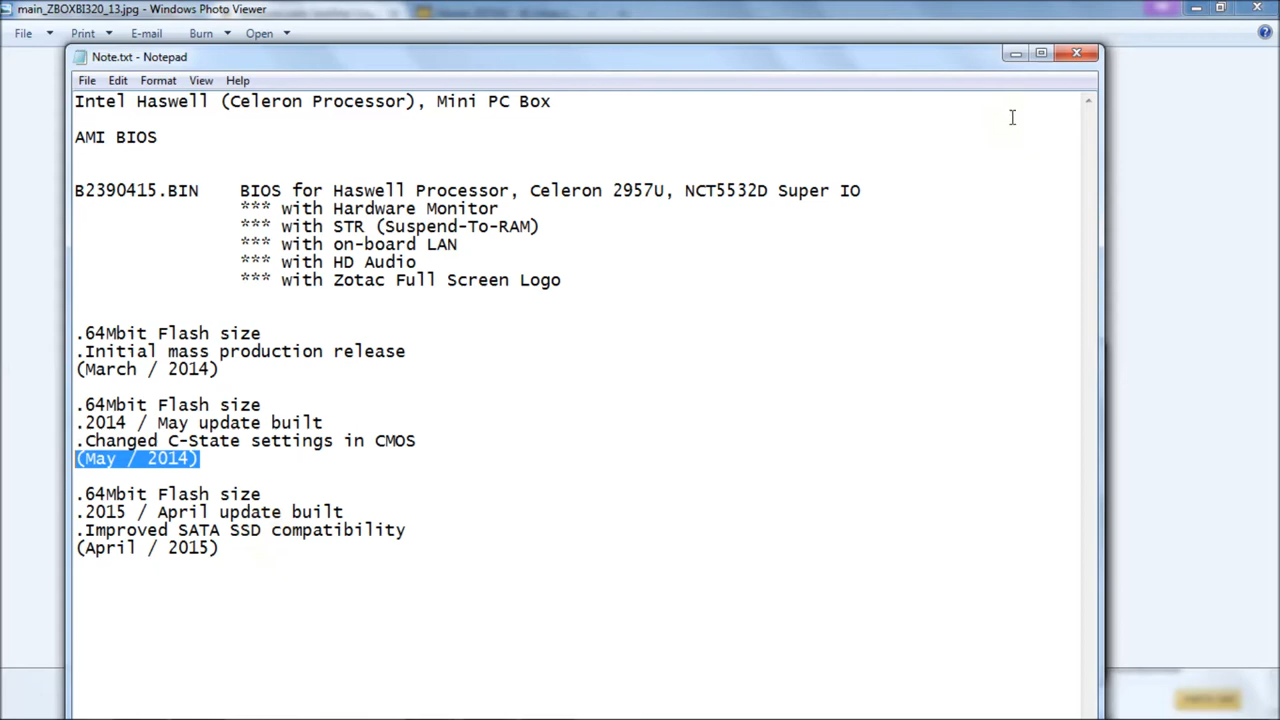 main_ZBOXBI320_13.jpg - Windows Photo Viewer
File Print E-mail Burn Open
Note.txt - Notepad
File Edit Format View Help
Intel Haswell (Celeron Processor), Mini PC Box
AMI BIOS
B2390415.BIN BIOS for Haswell Processor, Celeron 2957U, NCT5532D Super IO
*** with Hardware Monitor
*** with STR (Suspend-To-RAM)
*** with on-board LAN
*** with HD Audio
*** with Zotac Full Screen Logo
.64Mbit Flash size
.Initial mass production release
(March / 2014)
.64Mbit Flash size
.2014 / May update built
.Changed C-State settings in CMOS
(May / 2014)
.64Mbit Flash size
.2015 / April update built
.Improved SATA SSD compatibility
(April / 2015)